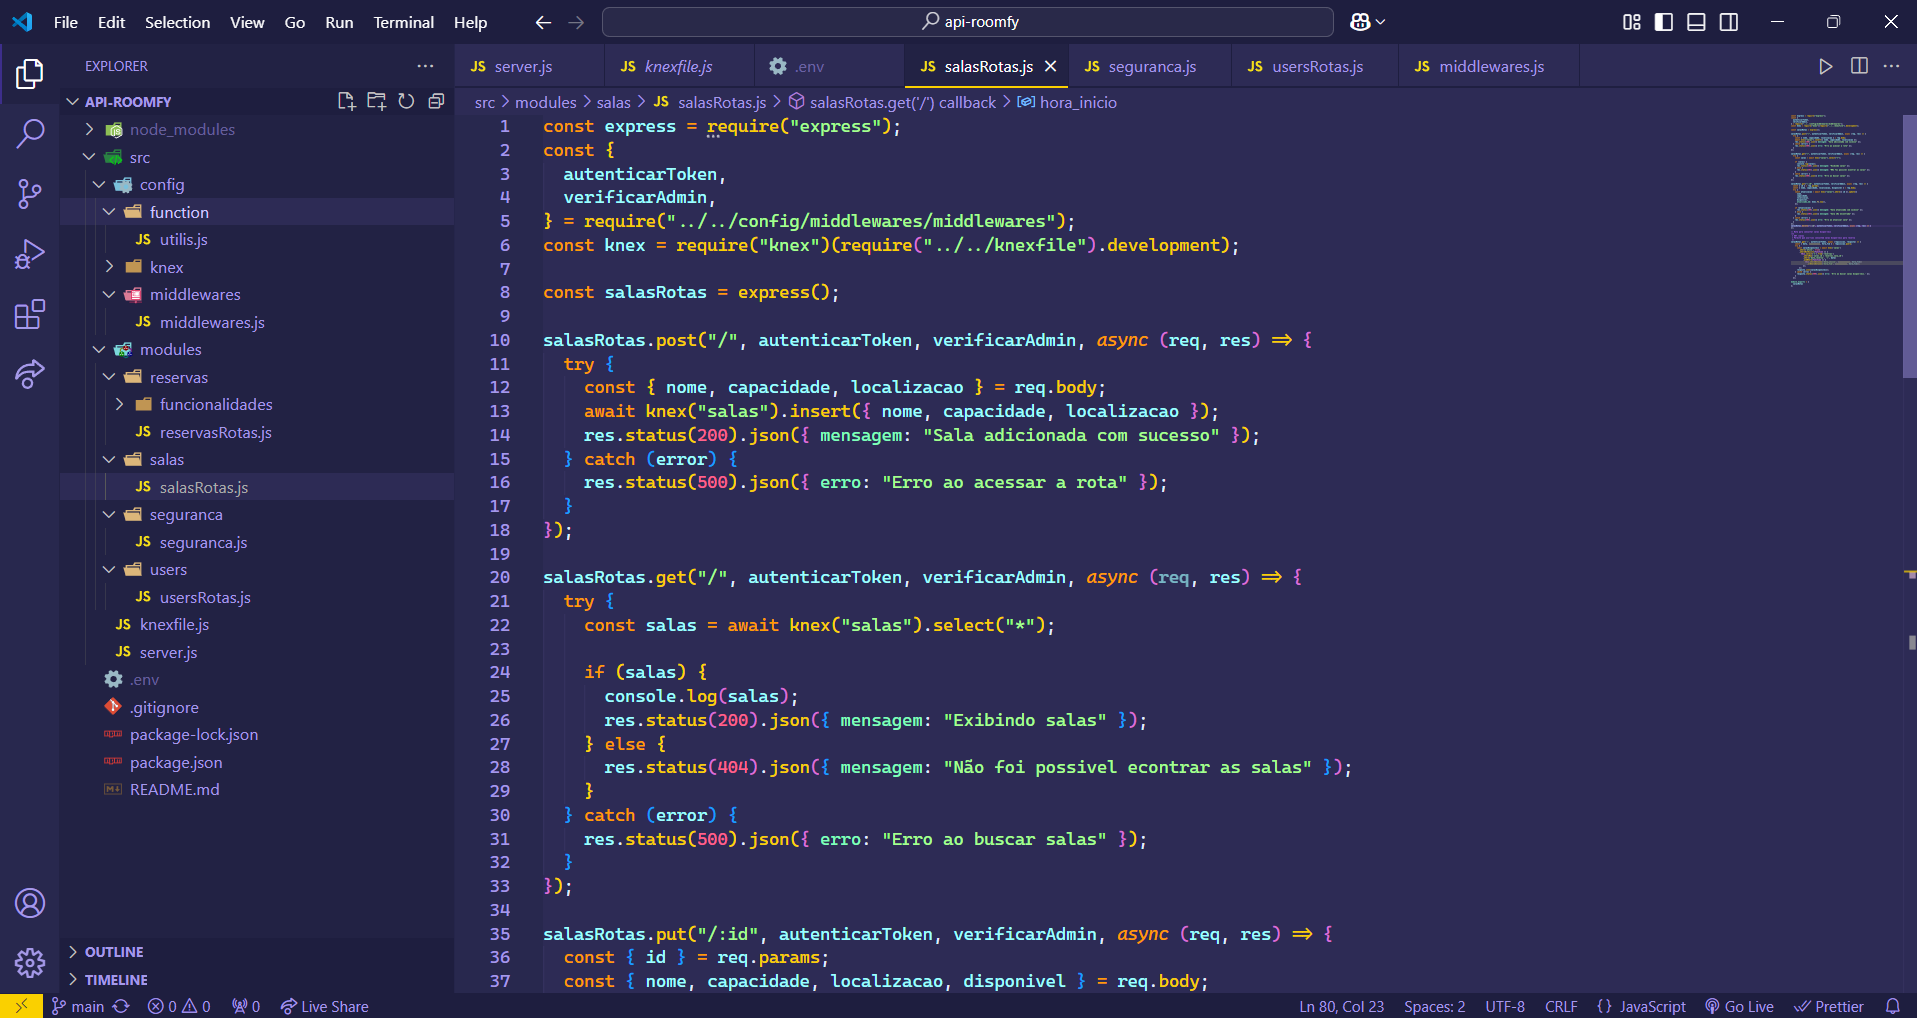 File Edit Selection View Go Run Terminal Help
api-roomfy
EXPLORER
API-ROOMFY
node_modules
src
config
function
JS utilis.js
knex
middlewares
JS middlewares.js
modules
reservas
funcionalidades
JS reservasRotas.js
salas
JS salasRotas.js
seguranca
JS seguranca.js
users
JS usersRotas.js
JS knexfile.js
JS server.js
.env
.gitignore
package-lock.json
package.json
README.md
OUTLINE
TIMELINE
JS server.js JS knexfile.js .env JS salasRotas.js JS seguranca.js JS usersRotas.js JS middlewares.js
src > modules > salas > JS salasRotas.js > salasRotas.get('/') callback > hora_inicio
1 const express = require("express");
2 const {
3 autenticarToken,
4 verificarAdmin,
5 } = require("../../config/middlewares/middlewares");
6 const knex = require("knex")(require("../../knexfile").development);
7
8 const salasRotas = express();
9
10 salasRotas.post("/", autenticarToken, verificarAdmin, async (req, res) => {
11 try {
12 const { nome, capacidade, localizacao } = req.body;
13 await knex("salas").insert({ nome, capacidade, localizacao });
14 res.status(200).json({ mensagem: "Sala adicionada com sucesso" });
15 } catch (error) {
16 res.status(500).json({ erro: "Erro ao acessar a rota" });
17 }
18 });
19
20 salasRotas.get("/", autenticarToken, verificarAdmin, async (req, res) => {
21 try {
22 const salas = await knex("salas").select("*");
23
24 if (salas) {
25 console.log(salas);
26 res.status(200).json({ mensagem: "Exibindo salas" });
27 } else {
28 res.status(404).json({ mensagem: "Não foi possivel econtrar as salas" });
29 }
30 } catch (error) {
31 res.status(500).json({ erro: "Erro ao buscar salas" });
32 }
33 });
34
35 salasRotas.put("/:id", autenticarToken, verificarAdmin, async (req, res) => {
36 const { id } = req.params;
37 const { nome, capacidade, localizacao, disponivel } = req.body;
main 0 0 0 Live Share Ln 80, Col 23 Spaces: 2 UTF-8 CRLF {} JavaScript Go Live Prettier